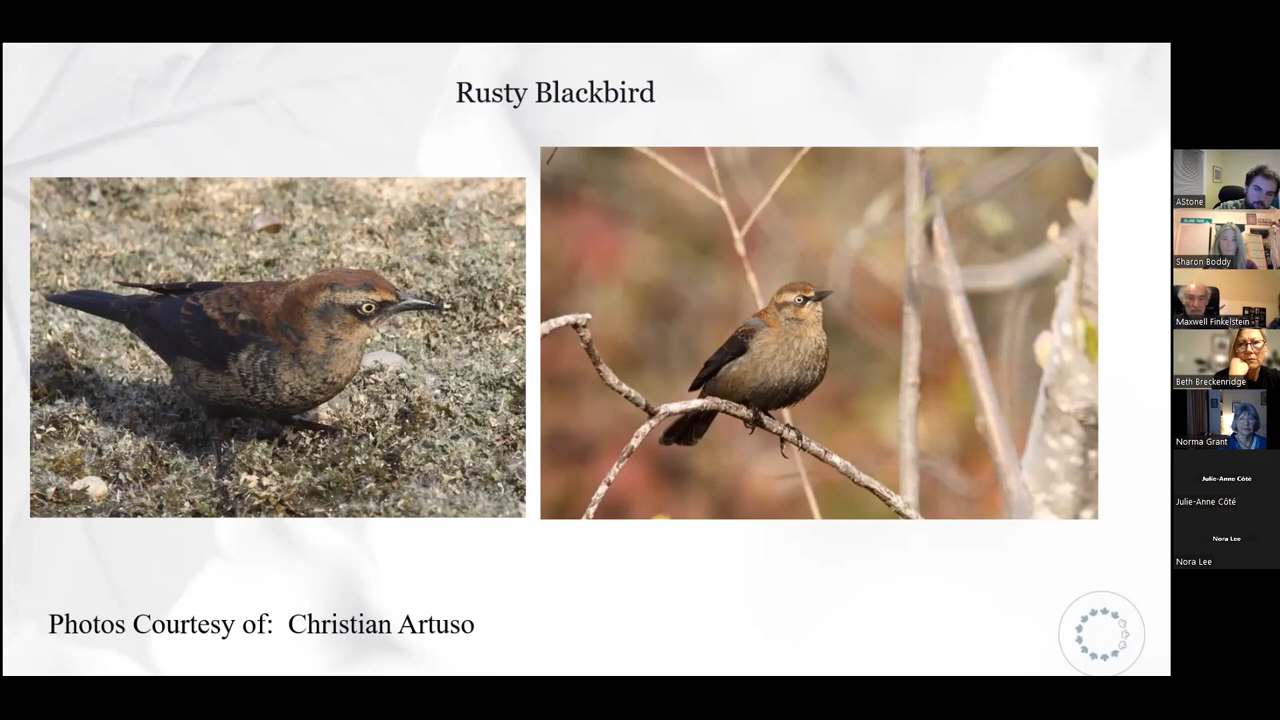 Rusty Blackbird
Photos Courtesy of:  Christian Artuso
AStone
Sharon Boddy
Maxwell Finkelstein
Beth Breckenridge
Norma Grant
Julie-Anne Côté
Julie-Anne Côté
Nora Lee
Nora Lee